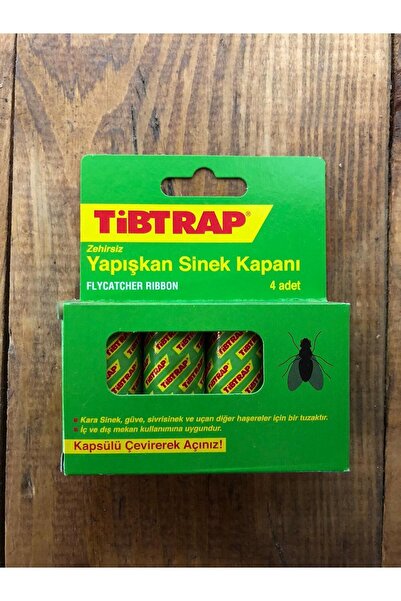 TiBTRAP®
Zehirsiz
Yapışkan Sinek Kapanı
FLYCATCHER RIBBON 4 adet
TiBTRAP TiBTRAP
• Kara Sinek, güve, sivrisinek ve uçan diğer haşereler için bir tuzaktır.
• İç ve dış mekan kullanımına uygundur.
Kapsülü Çevirerek Açınız!